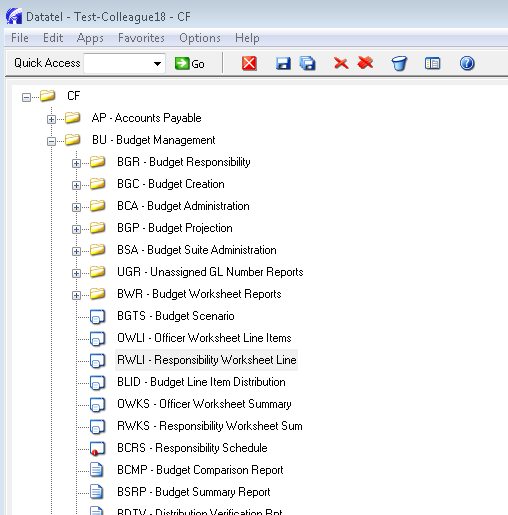 Datatel - Test-Colleague18 - CF
File Edit Apps Favorites Options Help
Quick Access Go
CF
AP - Accounts Payable
BU - Budget Management
BGR - Budget Responsibility
BGC - Budget Creation
BCA - Budget Administration
BGP - Budget Projection
BSA - Budget Suite Administration
UGR - Unassigned GL Number Reports
BWR - Budget Worksheet Reports
BGTS - Budget Scenario
OWLI - Officer Worksheet Line Items
RWLI - Responsibility Worksheet Line
BLID - Budget Line Item Distribution
OWKS - Officer Worksheet Summary
RWKS - Responsibility Worksheet Sum
BCRS - Responsibility Schedule
BCMP - Budget Comparison Report
BSRP - Budget Summary Report
BDTV - Distribution Verification Rpt